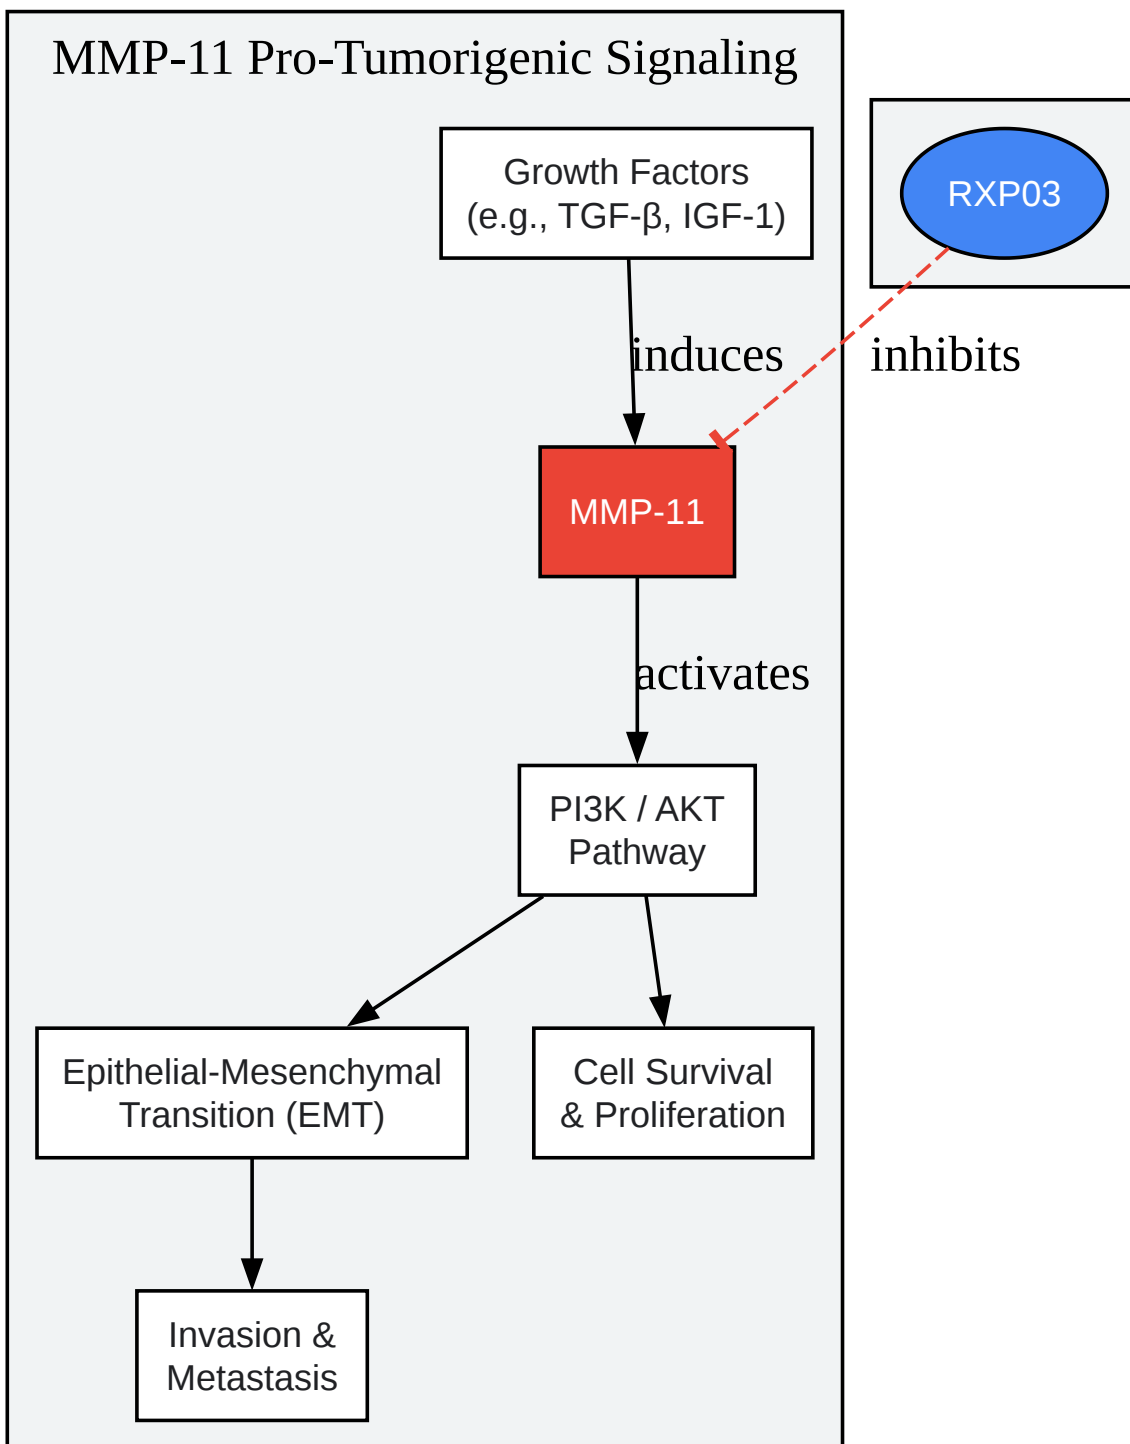 MMP-11 Pro-Tumorigenic Signaling
Growth Factors
(e.g., TGF-β, IGF-1)
RXP03
induces
inhibits
MMP-11
activates
PI3K / AKT
Pathway
Epithelial-Mesenchymal
Transition (EMT)
Cell Survival
& Proliferation
Invasion &
Metastasis